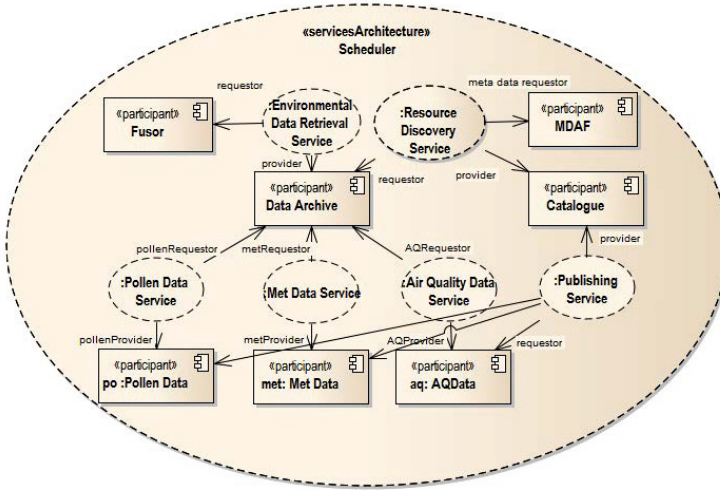 «servicesArchitecture»
Scheduler
requestor
meta data requestor
«participant»
Fusor
:Environmental
Data Retrieval
Service
:Resource
Discovery
Service
«participant»
MDAF
provider
requestor
provider
«participant»
Data Archive
«participant»
Catalogue
pollenRequestor
metRequestor
AQRequestor
provider
:Pollen Data
Service
:Met Data Service
:Air Quality Data
Service
:Publishing
Service
pollenProvider
metProvider
AQProvider
requestor
«participant»
po :Pollen Data
«participant»
met: Met Data
«participant»
aq: AQData